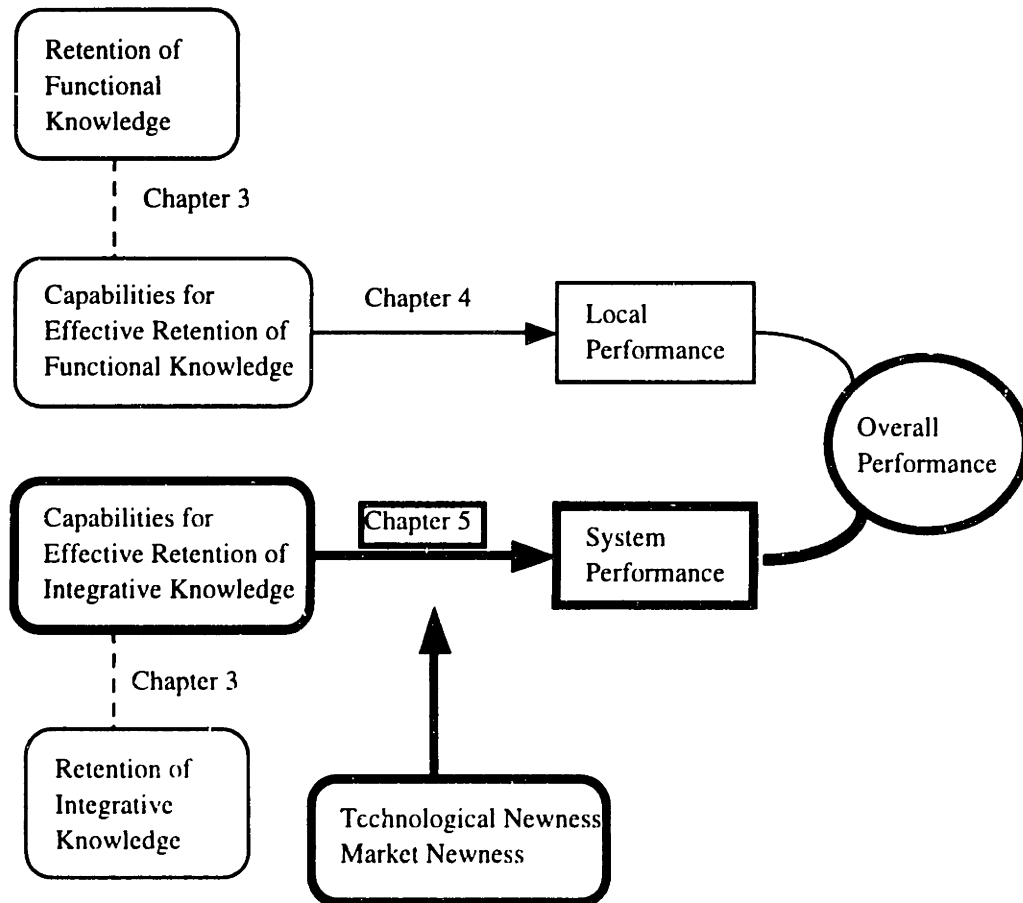 Retention of
Functional
Knowledge
Chapter 3
Capabilities for
Effective Retention of
Functional Knowledge
Chapter 4
Local
Performance
Overall
Performance
Capabilities for
Effective Retention of
Integrative Knowledge
Chapter 5
System
Performance
Chapter 3
Retention of
Integrative
Knowledge
Technological Newness
Market Newness